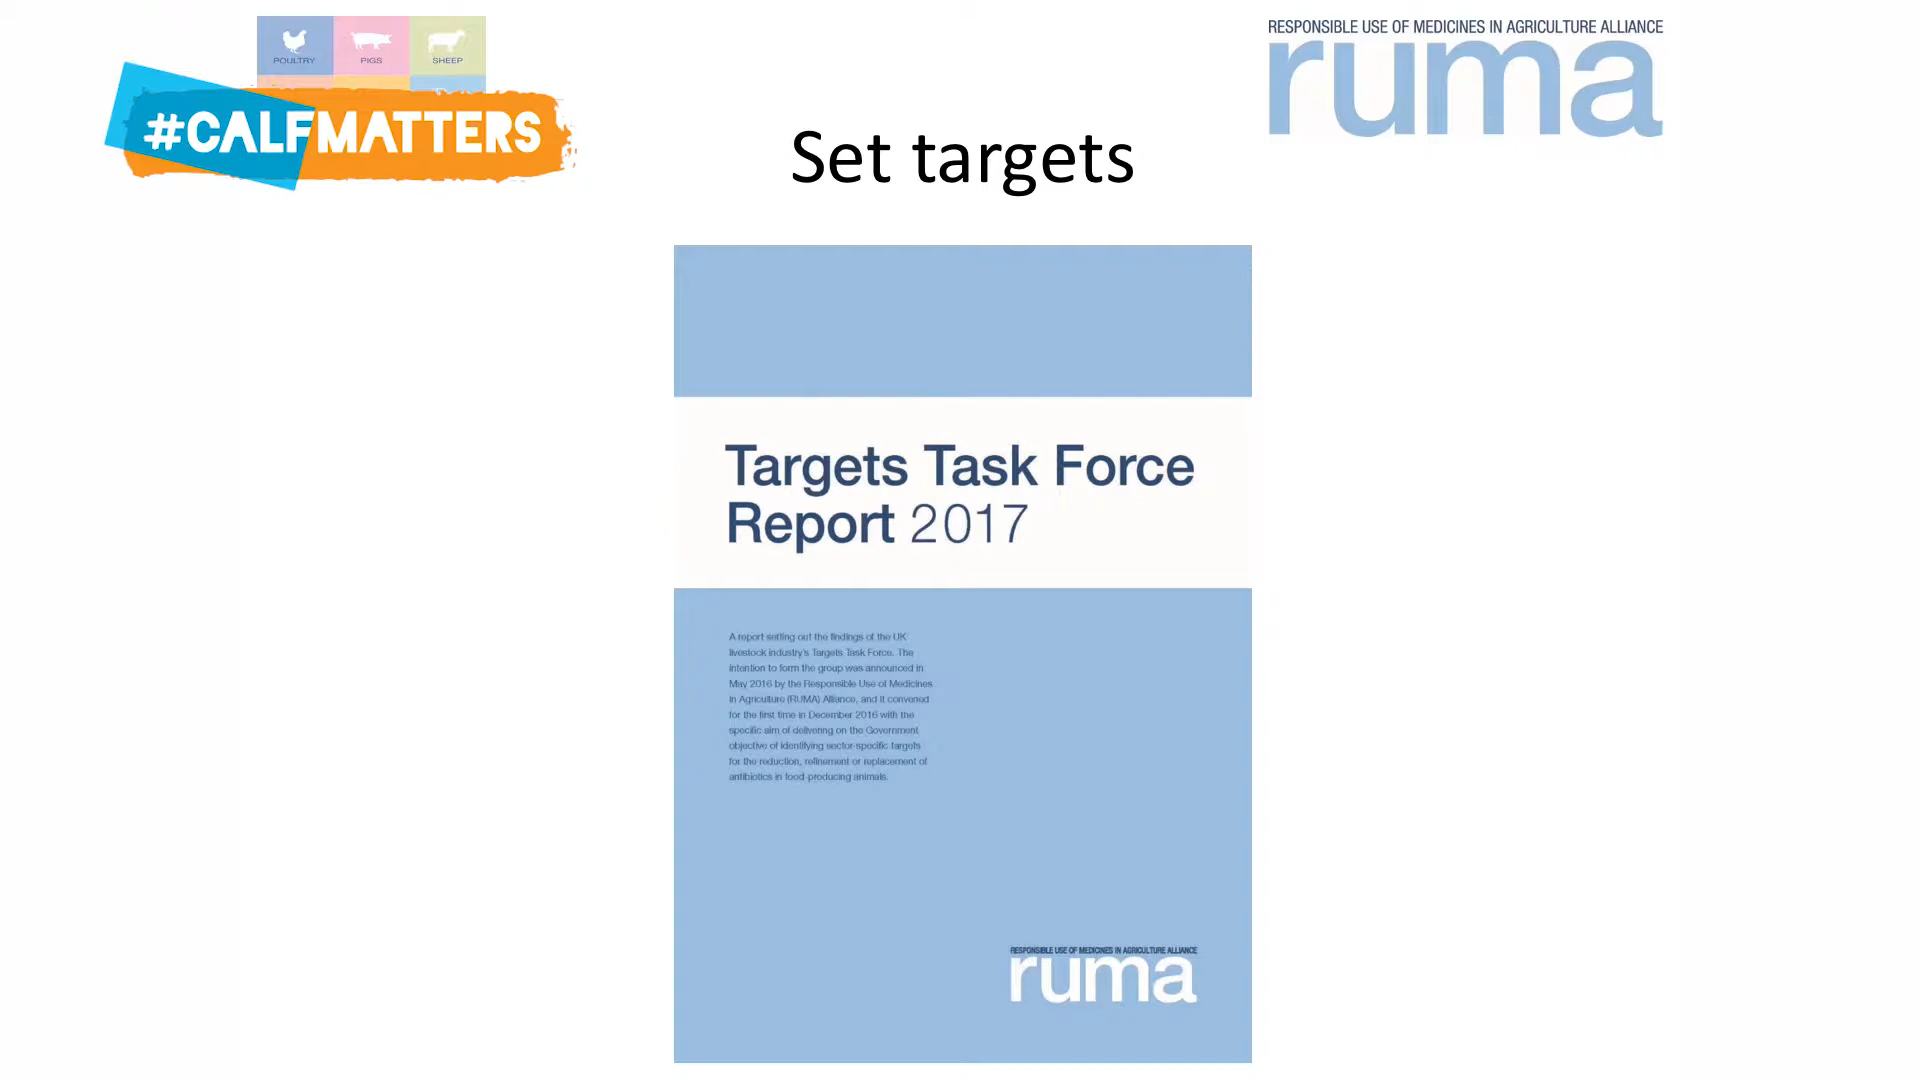 POULTRY PIGS SHEEP
#CALFMATTERS
RESPONSIBLE USE OF MEDICINES IN AGRICULTURE ALLIANCE
ruma
Set targets
Targets Task Force
Report 2017
A report setting out the findings of the UK
livestock industry's Targets Task Force. The
intention to form the group was announced in
May 2016 by the Responsible Use of Medicines
in Agriculture (RUMA) Alliance, and it convened
for the first time in December 2016 with the
specific aim of delivering on the Government
objective of identifying sector-specific targets
for the reduction, refinement or replacement of
antibiotics in food-producing animals.
RESPONSIBLE USE OF MEDICINES IN AGRICULTURE ALLIANCE
ruma